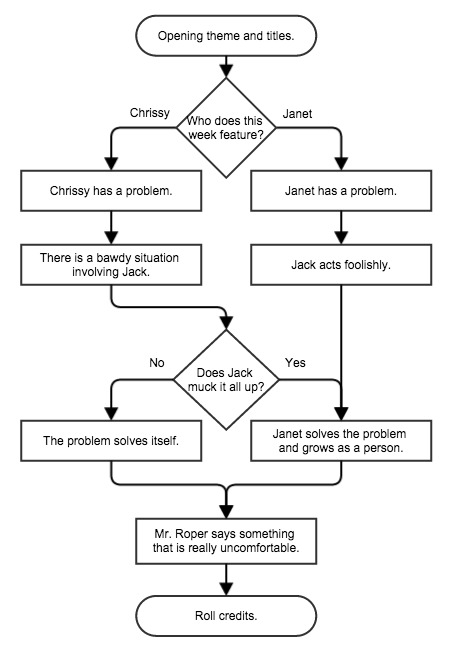 Opening theme and titles.
Who does this
week feature?
Chrissy
Janet
Chrissy has a problem.
Janet has a problem.
There is a bawdy situation
involving Jack.
Jack acts foolishly.
Does Jack
muck it all up?
No
Yes
The problem solves itself.
Janet solves the problem
and grows as a person.
Mr. Roper says something
that is really uncomfortable.
Roll credits.